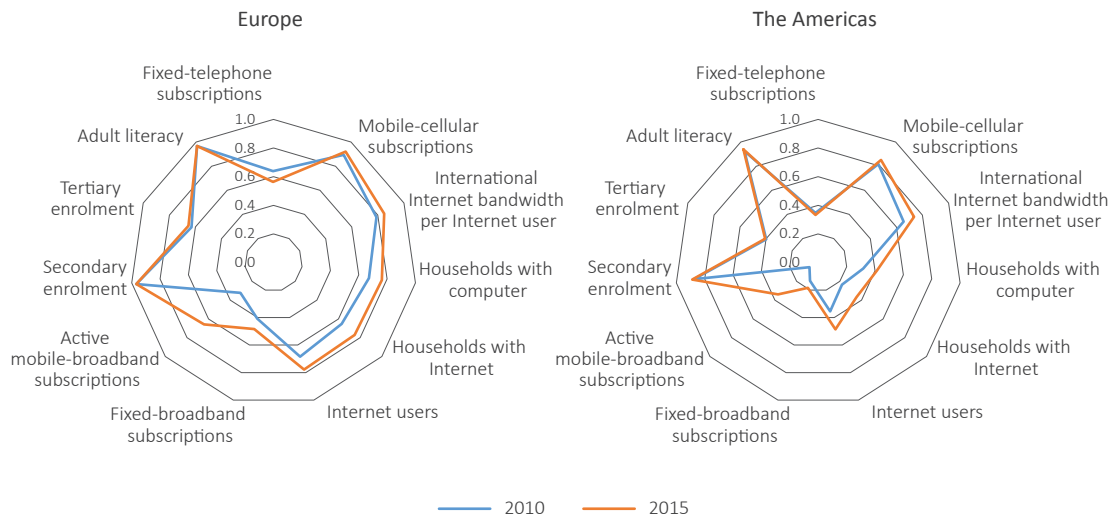 Europe
Fixed-telephone
subscriptions
Mobile-cellular
subscriptions
International
Internet bandwidth
per Internet user
Households with
computer
Households with
Internet
Internet users
Fixed-broadband
subscriptions
Active
mobile-broadband
subscriptions
Secondary
enrolment
Tertiary
enrolment
Adult literacy
1.0
0.8
0.6
0.4
0.2
0.0
The Americas
Fixed-telephone
subscriptions
Mobile-cellular
subscriptions
International
Internet bandwidth
per Internet user
Households with
computer
Households with
Internet
Internet users
Fixed-broadband
subscriptions
Active
mobile-broadband
subscriptions
Secondary
enrolment
Tertiary
enrolment
Adult literacy
1.0
0.8
0.6
0.4
0.2
0.0
2010
2015